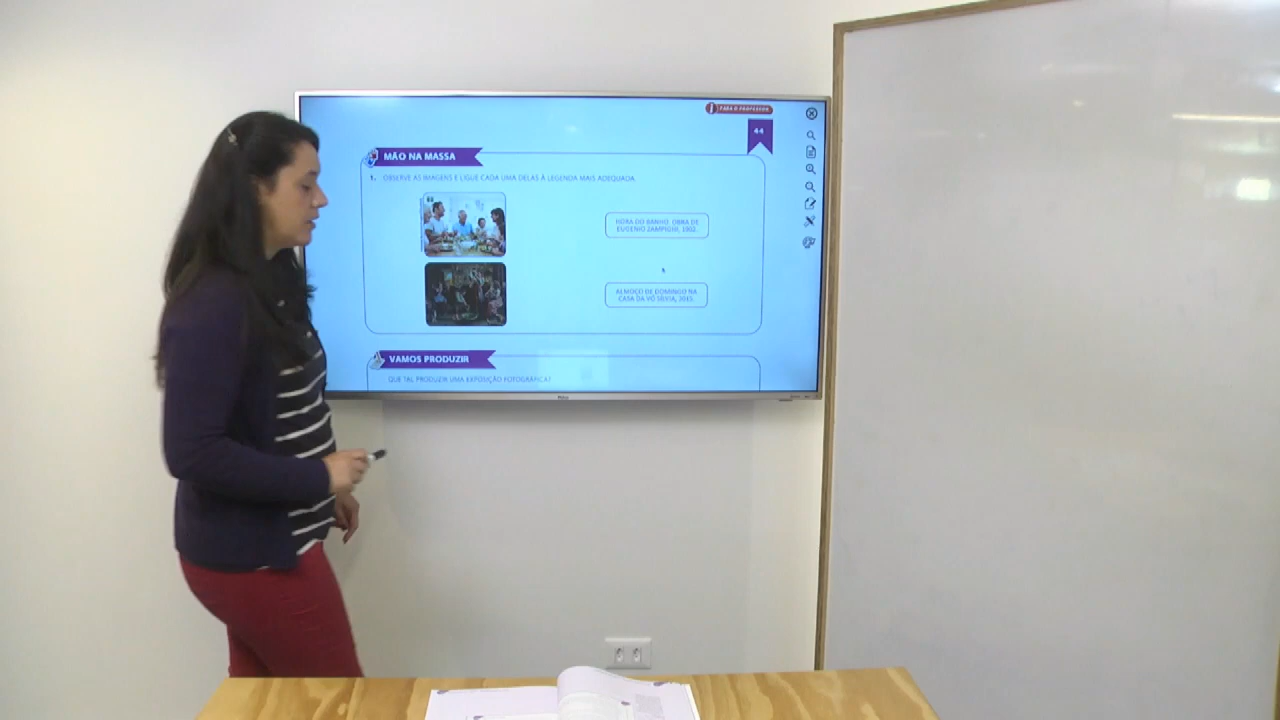 PARA O PROFESSOR
44
MÃO NA MASSA
1. OBSERVE AS IMAGENS E LIGUE CADA UMA DELAS À LEGENDA MAIS ADEQUADA.
HORA DO BANHO. OBRA DE
EUGENIO ZAMPIGHI, 1902.
ALMOÇO DE DOMINGO NA
CASA DA VÓ SÍLVIA, 2015.
VAMOS PRODUZIR
QUE TAL PRODUZIR UMA EXPOSIÇÃO FOTOGRÁFICA?